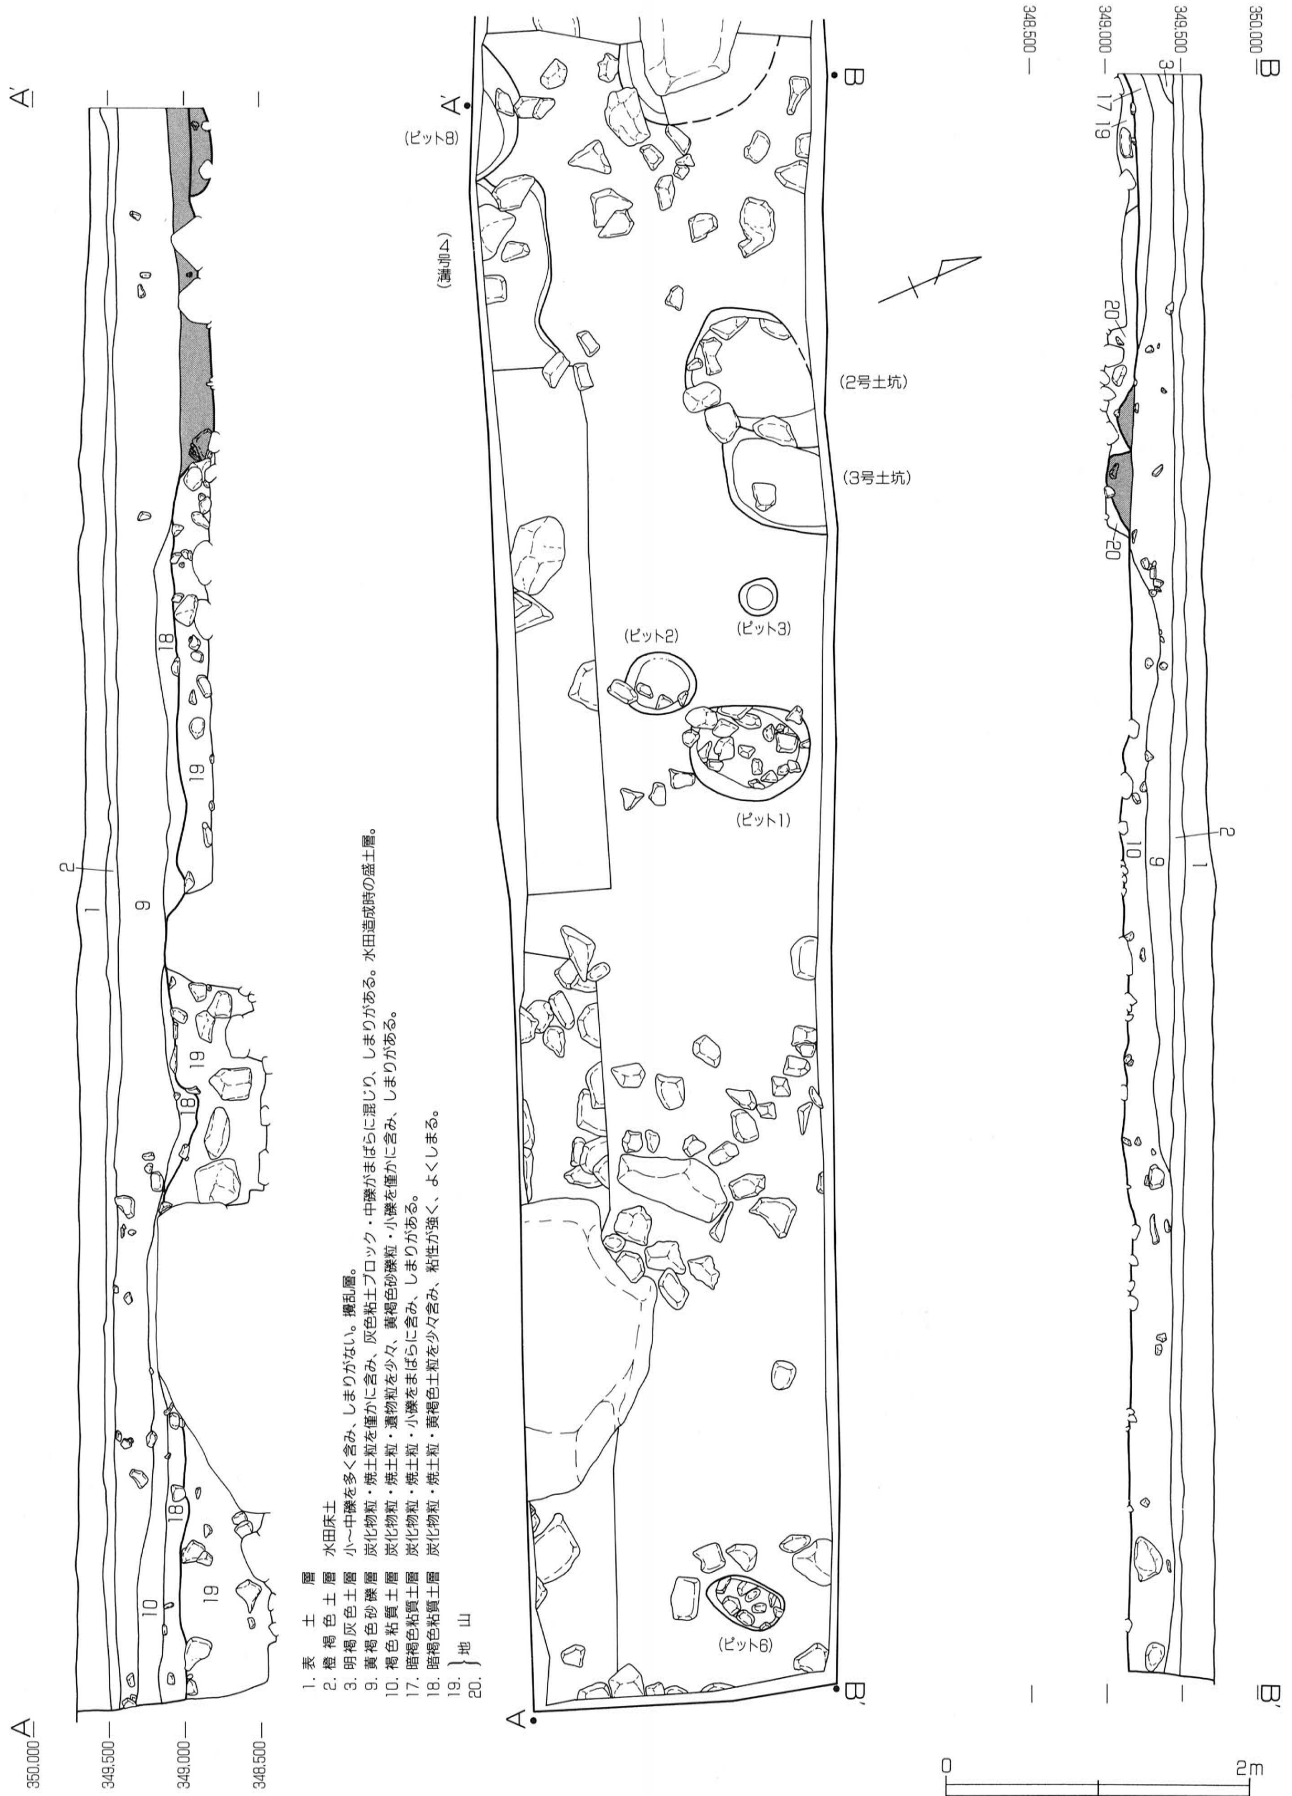 A
A'
350.000
349.500
349.000
348.500
1
2
9
10
18
19
18
19
18
19
1. 表土層
2. 橙褐色土層 水田床土
3. 明褐灰色土層 小〜中礫を多く含み、しまりがない。攪乱層。
9. 黄褐色砂礫層 炭化物粒・焼土粒を僅かに含み、灰色粘土ブロック・中礫がまばらに混じり、しまりがある。水田造成時の盛土層。
10. 褐色粘質土層 炭化物粒・焼土粒・遺物粒を少々、黄褐色砂礫粒・小礫を僅かに含み、しまりがある。
17. 暗褐色粘質土層 炭化物粒・焼土粒・小礫をまばらに含み、しまりがある。
18. 暗褐色粘質土層 炭化物粒・焼土粒・黄褐色土粒を少々含み、粘性が強く、よくしまる。
19.
20. }地山
A
A'
B
B'
(ピット8)
(4号溝)
(2号土坑)
(3号土坑)
(ピット3)
(ピット2)
(ピット1)
(ピット6)
B
B'
350.000
349.500
349.000
348.500
3
17
19
20
20
10
9
2
1
0 2m